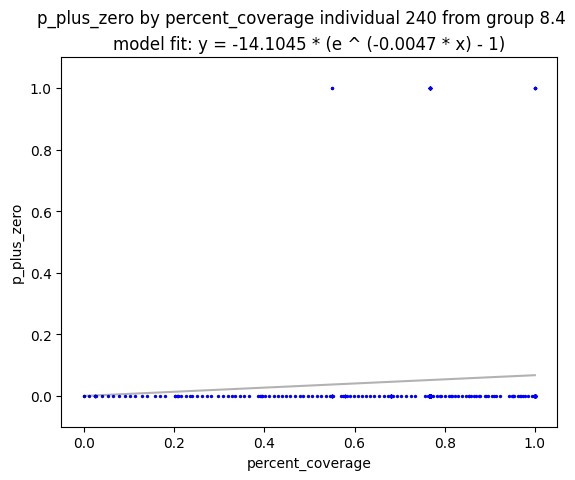 p_plus_zero by percent_coverage individual 240 from group 8.4
model fit: y = -14.1045 * (e ^ (-0.0047 * x) - 1)
1.0
0.8
0.6
0.4
0.2
0.0
p_plus_zero
0.0 0.2 0.4 0.6 0.8 1.0
percent_coverage